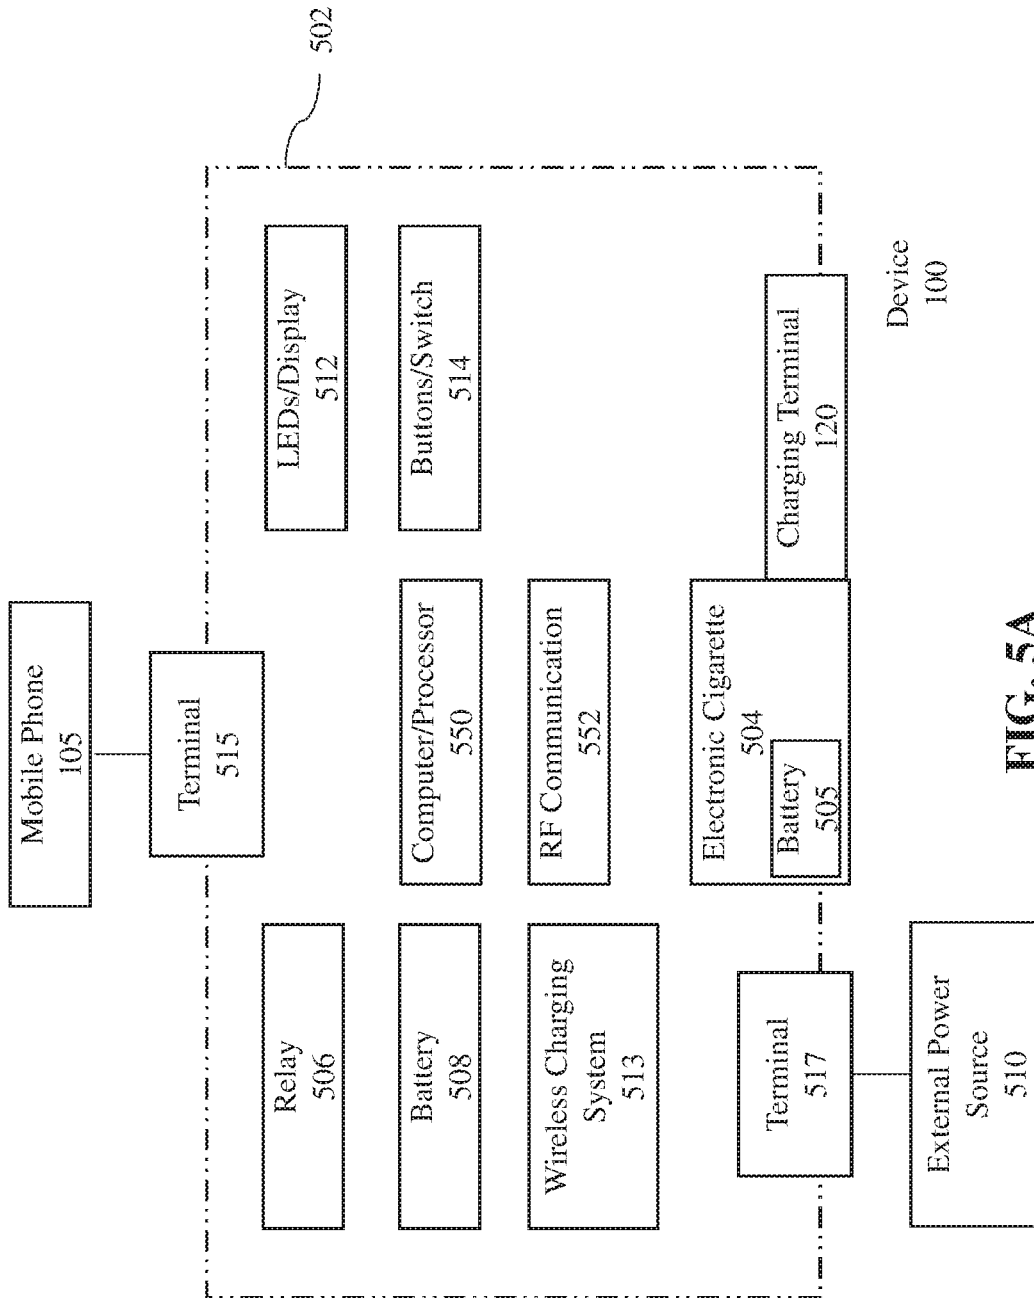 502
Mobile Phone
105
Terminal
515
Relay
506
LEDs/Display
512
Battery
508
Computer/Processor
550
Buttons/Switch
514
Wireless Charging
System
513
RF Communication
552
Electronic Cigarette
504
Battery
505
Charging Terminal
120
Terminal
517
External Power
Source
510
Device
100
FIG. 5A